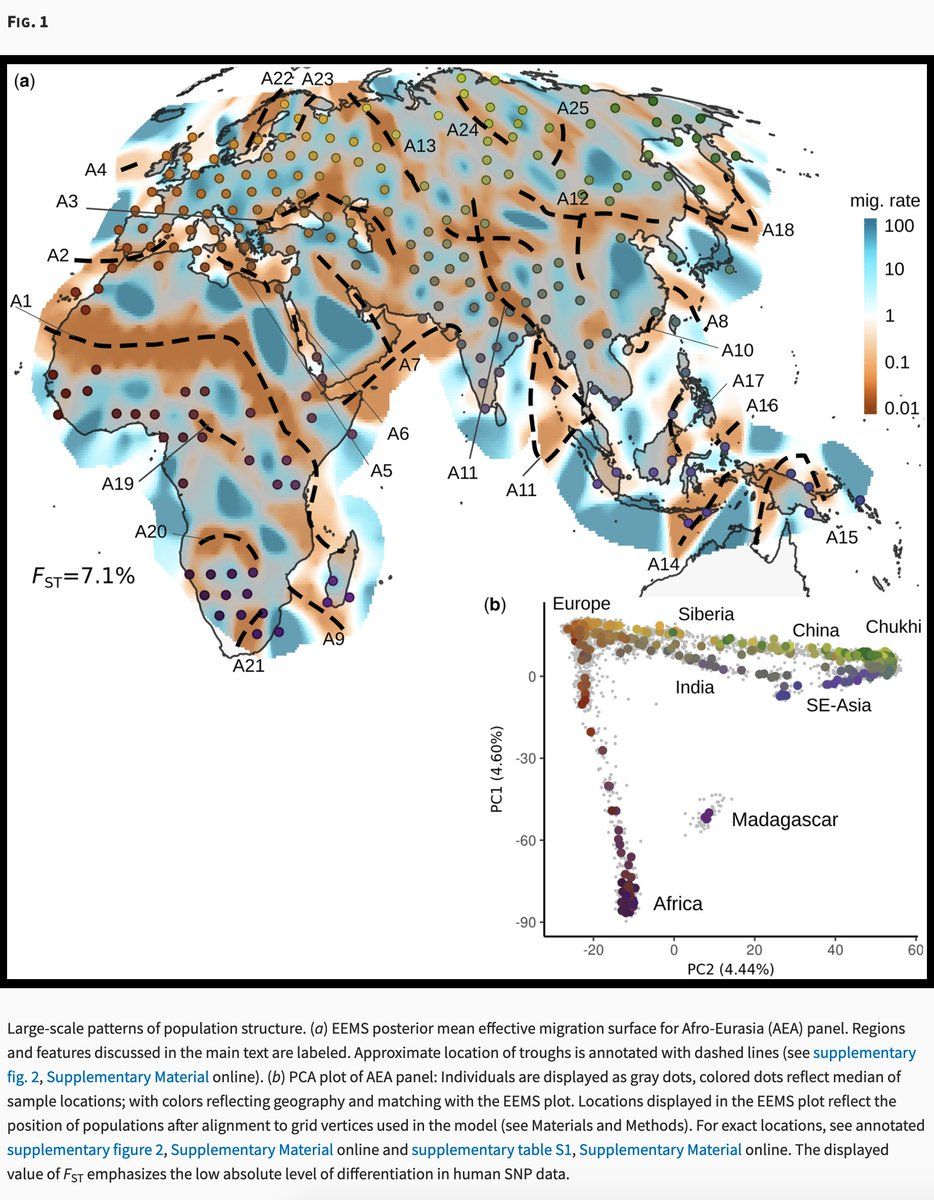 FIG. 1
(a)
A22 A23
A25
A24
A13
A4
A12
A3
A18
A2
mig. rate
100
10
1
0.1
0.01
A1
A8
A10
A7
A17
A16
A6
A5
A11
A11
A19
A20
A15
A14
FST=7.1%
A9
A21
(b)
Europe
Siberia
China
Chukhi
India
SE-Asia
Madagascar
Africa
PC1 (4.60%)
0
-30
-60
-90
-20 0 20 40 60
PC2 (4.44%)
Large-scale patterns of population structure. (a) EEMS posterior mean effective migration surface for Afro-Eurasia (AEA) panel. Regions
and features discussed in the main text are labeled. Approximate location of troughs is annotated with dashed lines (see supplementary
fig. 2, Supplementary Material online). (b) PCA plot of AEA panel: Individuals are displayed as gray dots, colored dots reflect median of
sample locations; with colors reflecting geography and matching with the EEMS plot. Locations displayed in the EEMS plot reflect the
position of populations after alignment to grid vertices used in the model (see Materials and Methods). For exact locations, see annotated
supplementary figure 2, Supplementary Material online and supplementary table S1, Supplementary Material online. The displayed
value of FST emphasizes the low absolute level of differentiation in human SNP data.